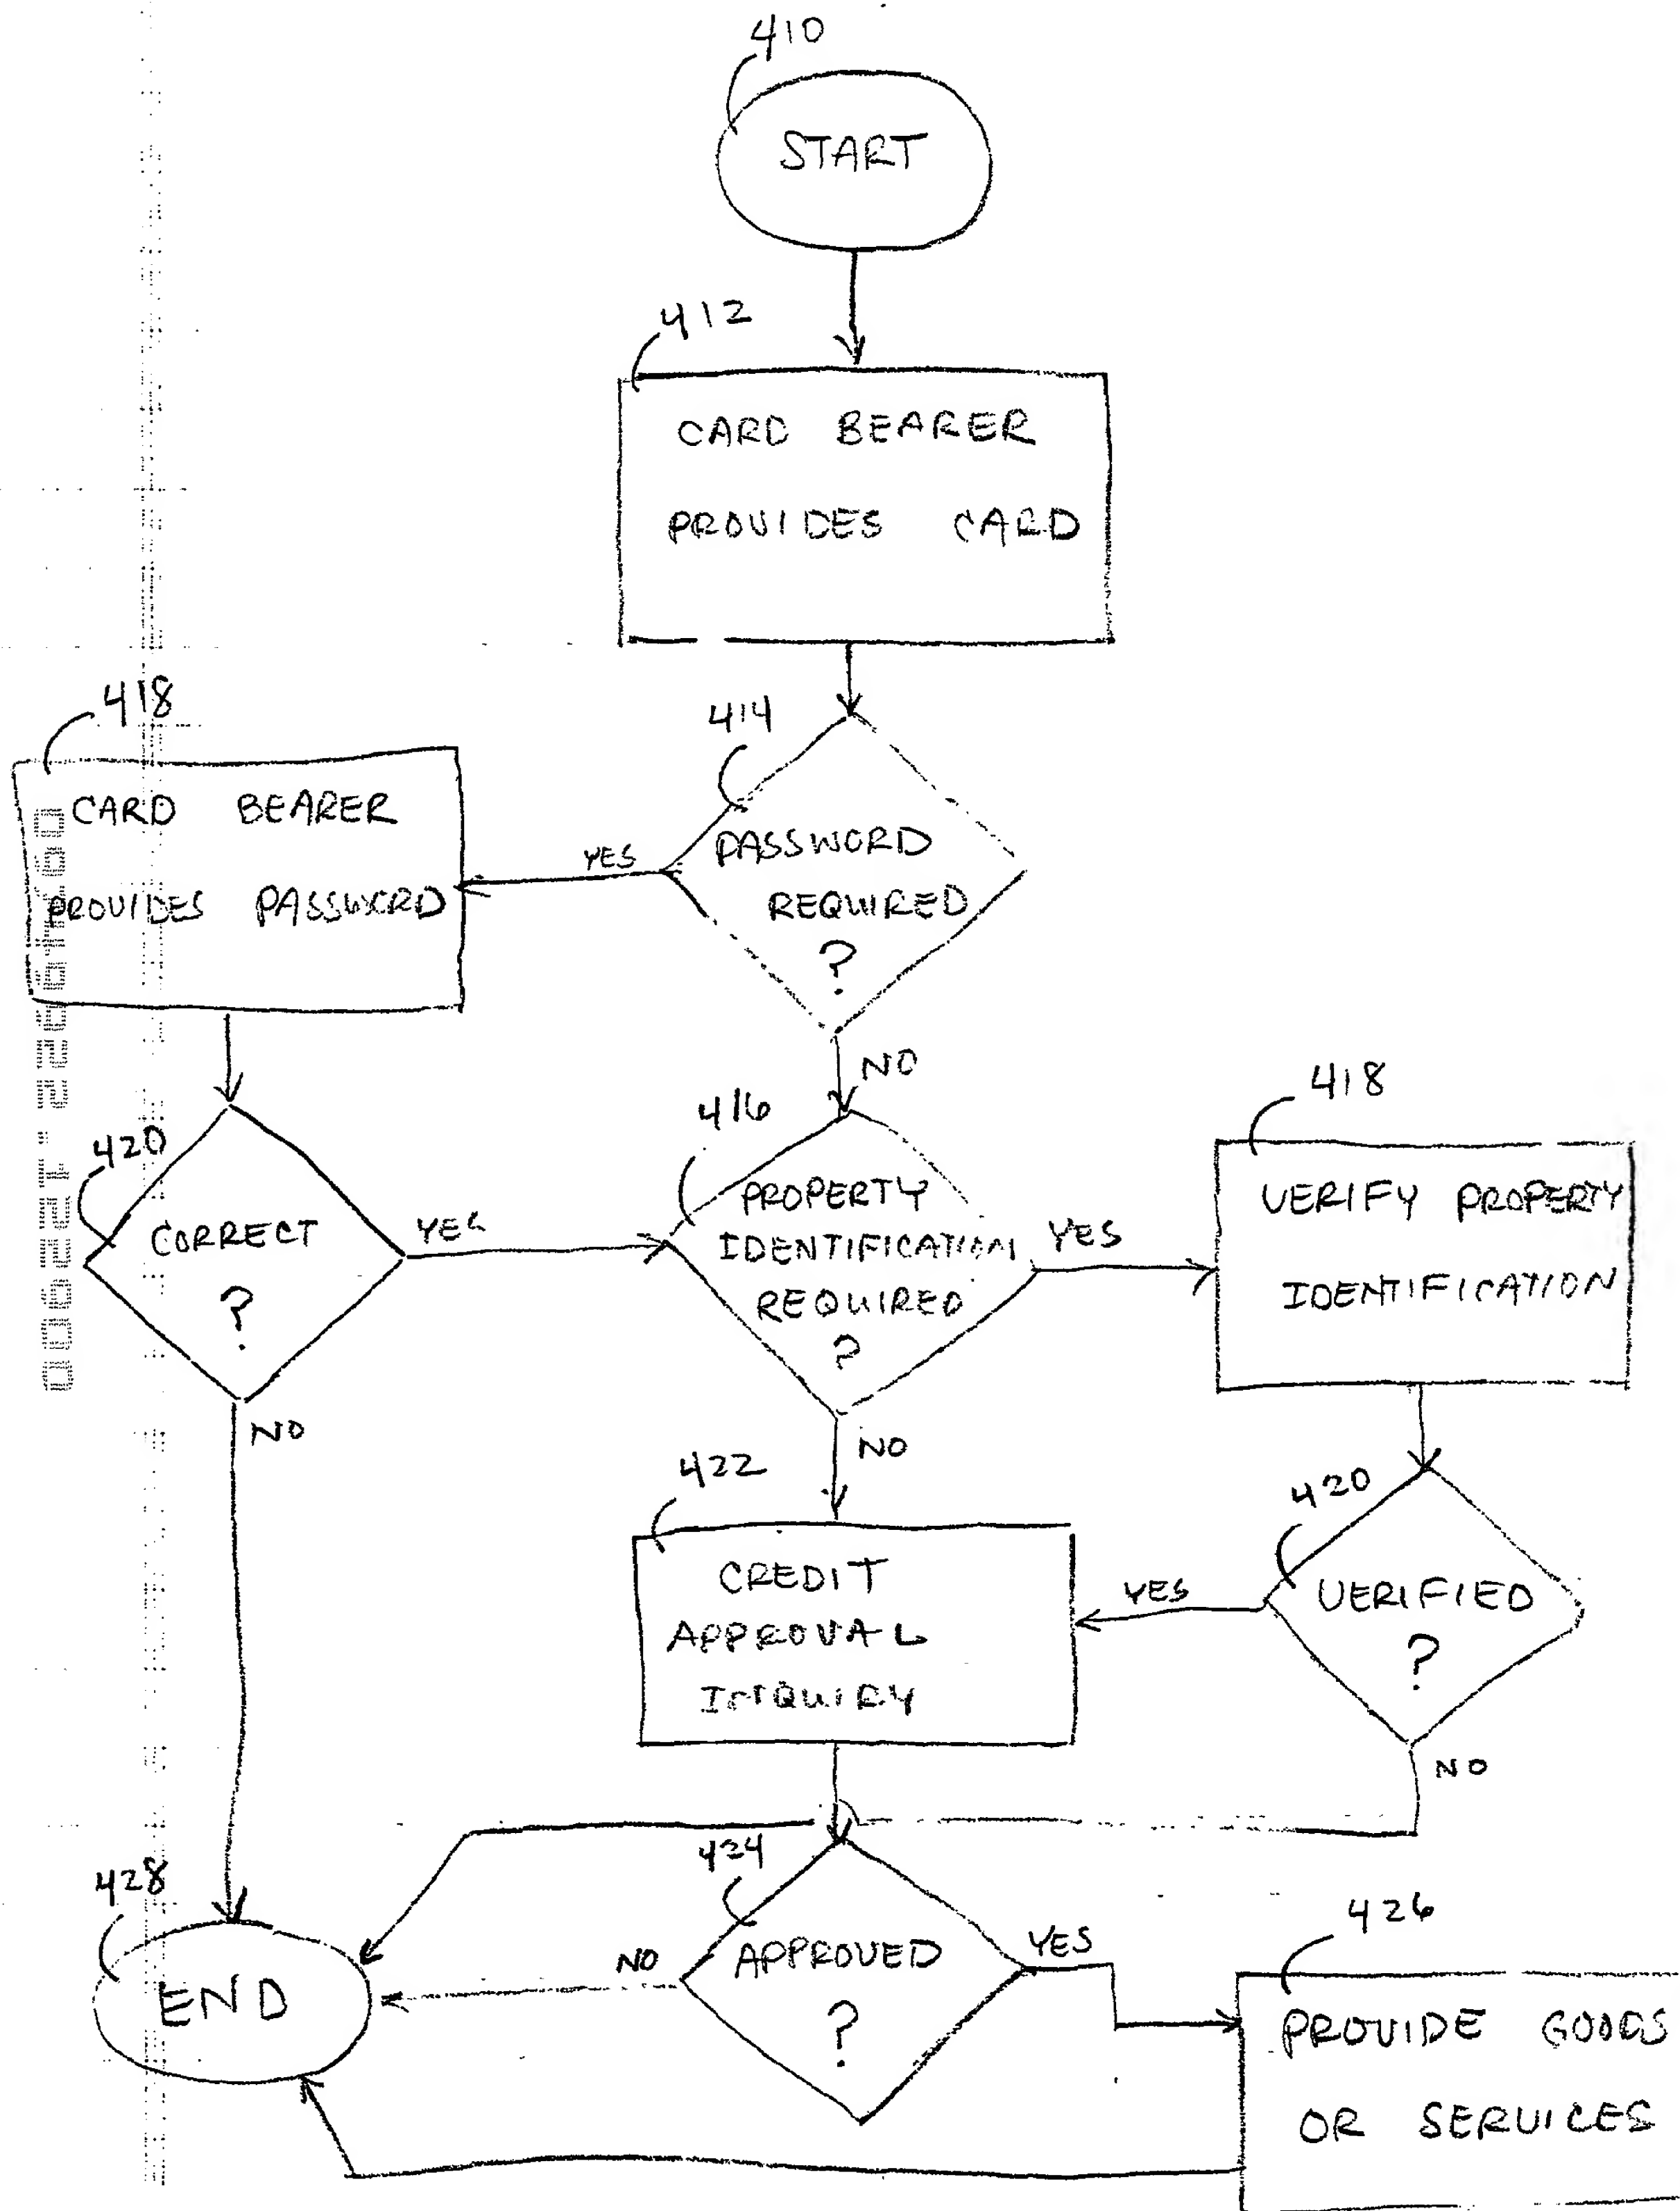 410
START
412
CARD BEARER
PROVIDES CARD
418
CARD BEARER
PROVIDES PASSWORD
414
PASSWORD
REQUIRED
?
YES
NO
420
CORRECT
?
YES
NO
416
PROPERTY
IDENTIFICATION
REQUIRED
?
YES
NO
418
VERIFY PROPERTY
IDENTIFICATION
422
CREDIT
APPROVAL
INQUIRY
420
VERIFIED
?
YES
NO
424
APPROVED
?
NO
YES
428
END
426
PROVIDE GOODS
OR SERVICES